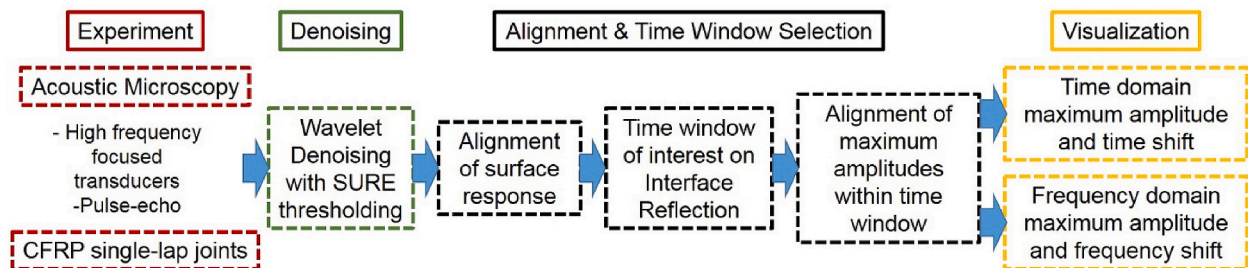 Experiment
Denoising
Alignment & Time Window Selection
Visualization
Acoustic Microscopy
- High frequency
focused
transducers
-Pulse-echo
CFRP single-lap joints
Wavelet
Denoising
with SURE
thresholding
Alignment
of surface
response
Time window
of interest on
Interface
Reflection
Alignment of
maximum
amplitudes
within time
window
Time domain
maximum amplitude
and time shift
Frequency domain
maximum amplitude
and frequency shift